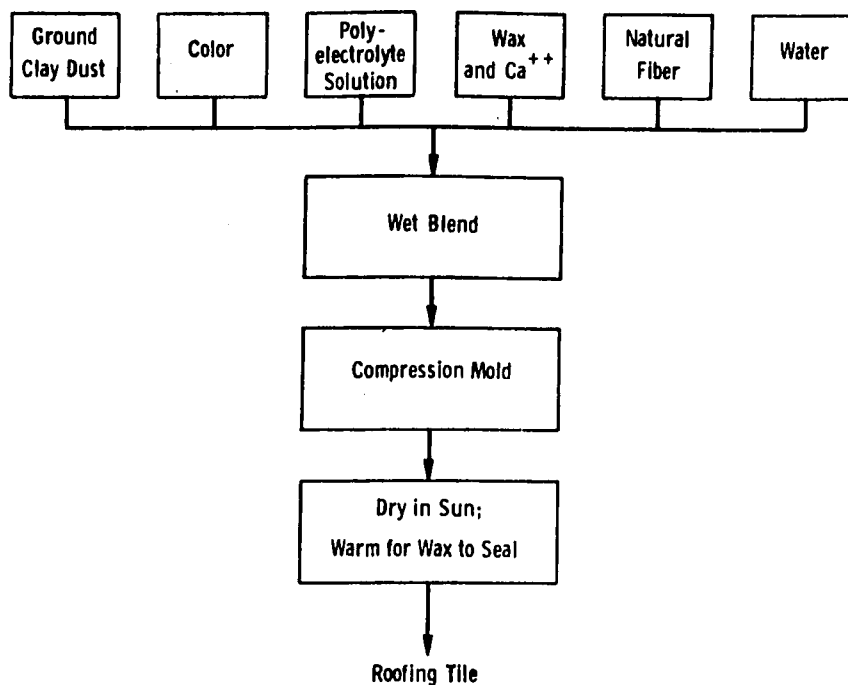 Ground
Clay Dust
Color
Poly-
electrolyte
Solution
Wax
and Ca++
Natural
Fiber
Water
Wet Blend
Compression Mold
Dry in Sun;
Warm for Wax to Seal
Roofing Tile